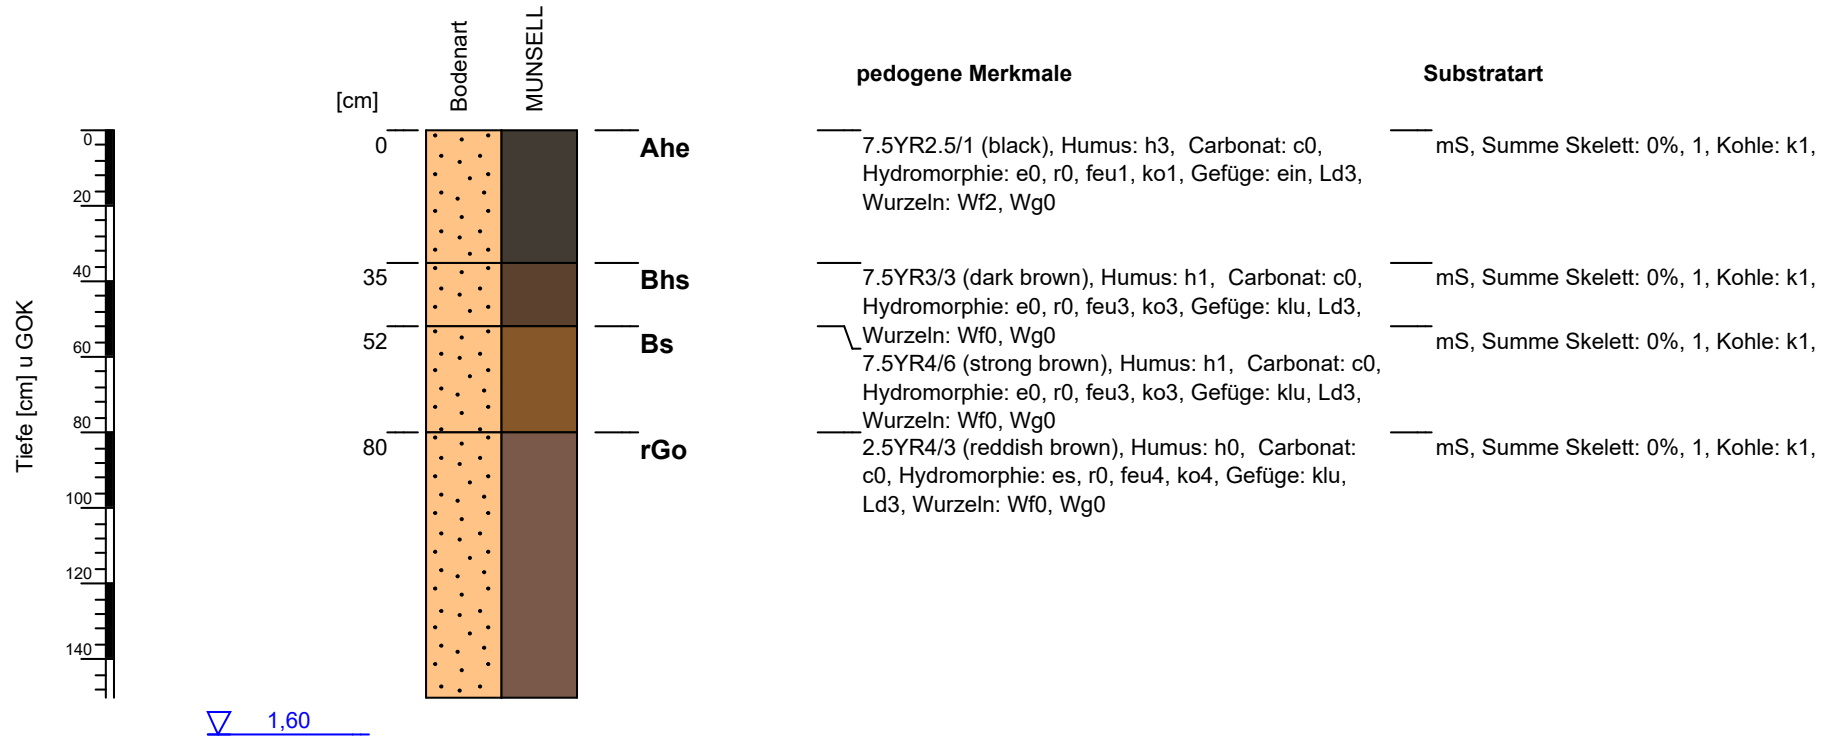 Bodenart
MUNSELL
pedogene Merkmale
Substratart
[cm]
Tiefe [cm] u GOK
0
20
40
60
80
100
120
140
0
Ahe
7.5YR2.5/1 (black), Humus: h3, Carbonat: c0,
Hydromorphie: e0, r0, feu1, ko1, Gefüge: ein, Ld3,
Wurzeln: Wf2, Wg0
mS, Summe Skelett: 0%, 1, Kohle: k1,
35
Bhs
7.5YR3/3 (dark brown), Humus: h1, Carbonat: c0,
Hydromorphie: e0, r0, feu3, ko3, Gefüge: klu, Ld3,
Wurzeln: Wf0, Wg0
mS, Summe Skelett: 0%, 1, Kohle: k1,
52
Bs
7.5YR4/6 (strong brown), Humus: h1, Carbonat: c0,
Hydromorphie: e0, r0, feu3, ko3, Gefüge: klu, Ld3,
Wurzeln: Wf0, Wg0
mS, Summe Skelett: 0%, 1, Kohle: k1,
80
rGo
2.5YR4/3 (reddish brown), Humus: h0, Carbonat:
c0, Hydromorphie: es, r0, feu4, ko4, Gefüge: klu,
Ld3, Wurzeln: Wf0, Wg0
mS, Summe Skelett: 0%, 1, Kohle: k1,
1,60